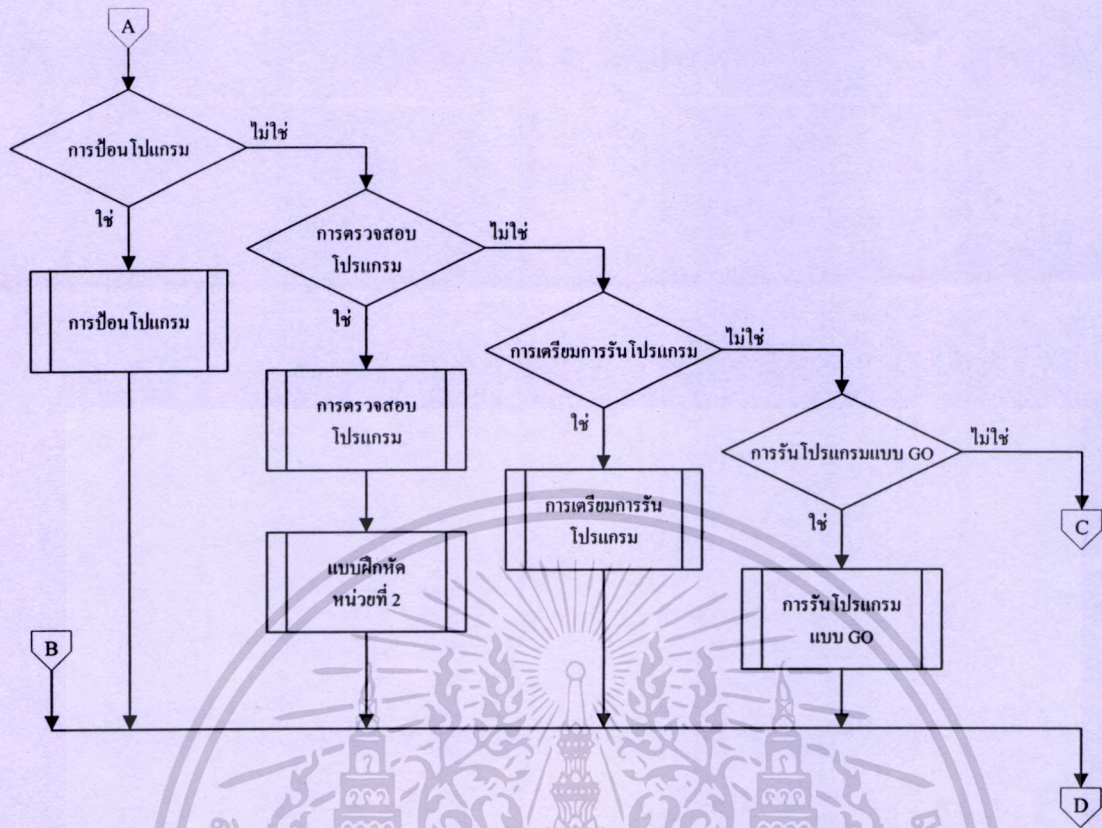 A
การป้อนโปแกรม
ไม่ใช่
ใช่
การป้อนโปแกรม
การตรวจสอบ
โปรแกรม
ไม่ใช่
ใช่
การตรวจสอบ
โปรแกรม
แบบฝึกหัด
หน่วยที่ 2
การเตรียมการรันโปรแกรม
ไม่ใช่
ใช่
การเตรียมการรัน
โปรแกรม
การรันโปรแกรมแบบ GO
ไม่ใช่
ใช่
การรันโปรแกรม
แบบ GO
C
B
D